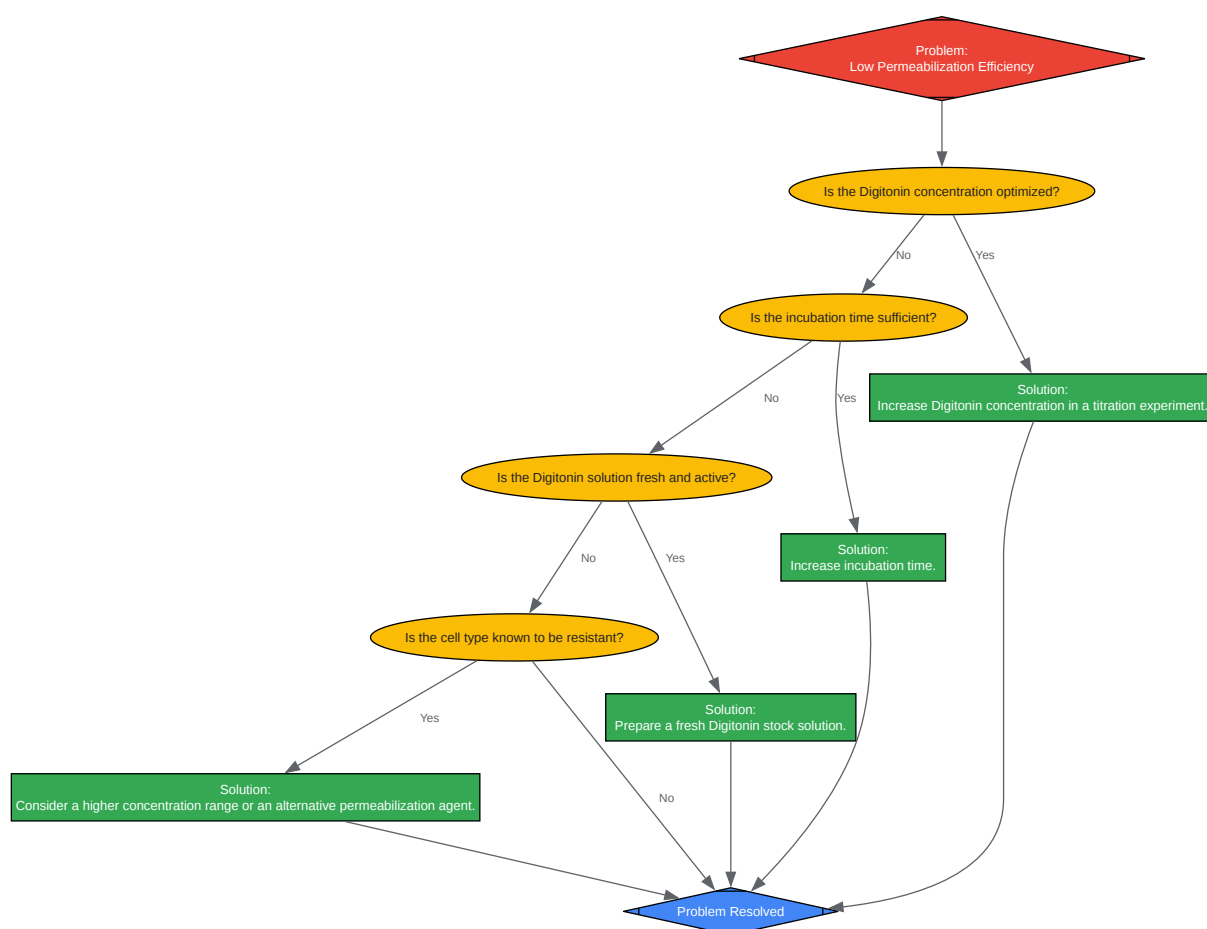 Problem:
Low Permeabilization Efficiency
Is the Digitonin concentration optimized?
No
Yes
Is the incubation time sufficient?
Solution:
Increase Digitonin concentration in a titration experiment.
No
Yes
Is the Digitonin solution fresh and active?
Solution:
Increase incubation time.
No
Yes
Is the cell type known to be resistant?
Solution:
Prepare a fresh Digitonin stock solution.
Yes
No
Solution:
Consider a higher concentration range or an alternative permeabilization agent.
Problem Resolved